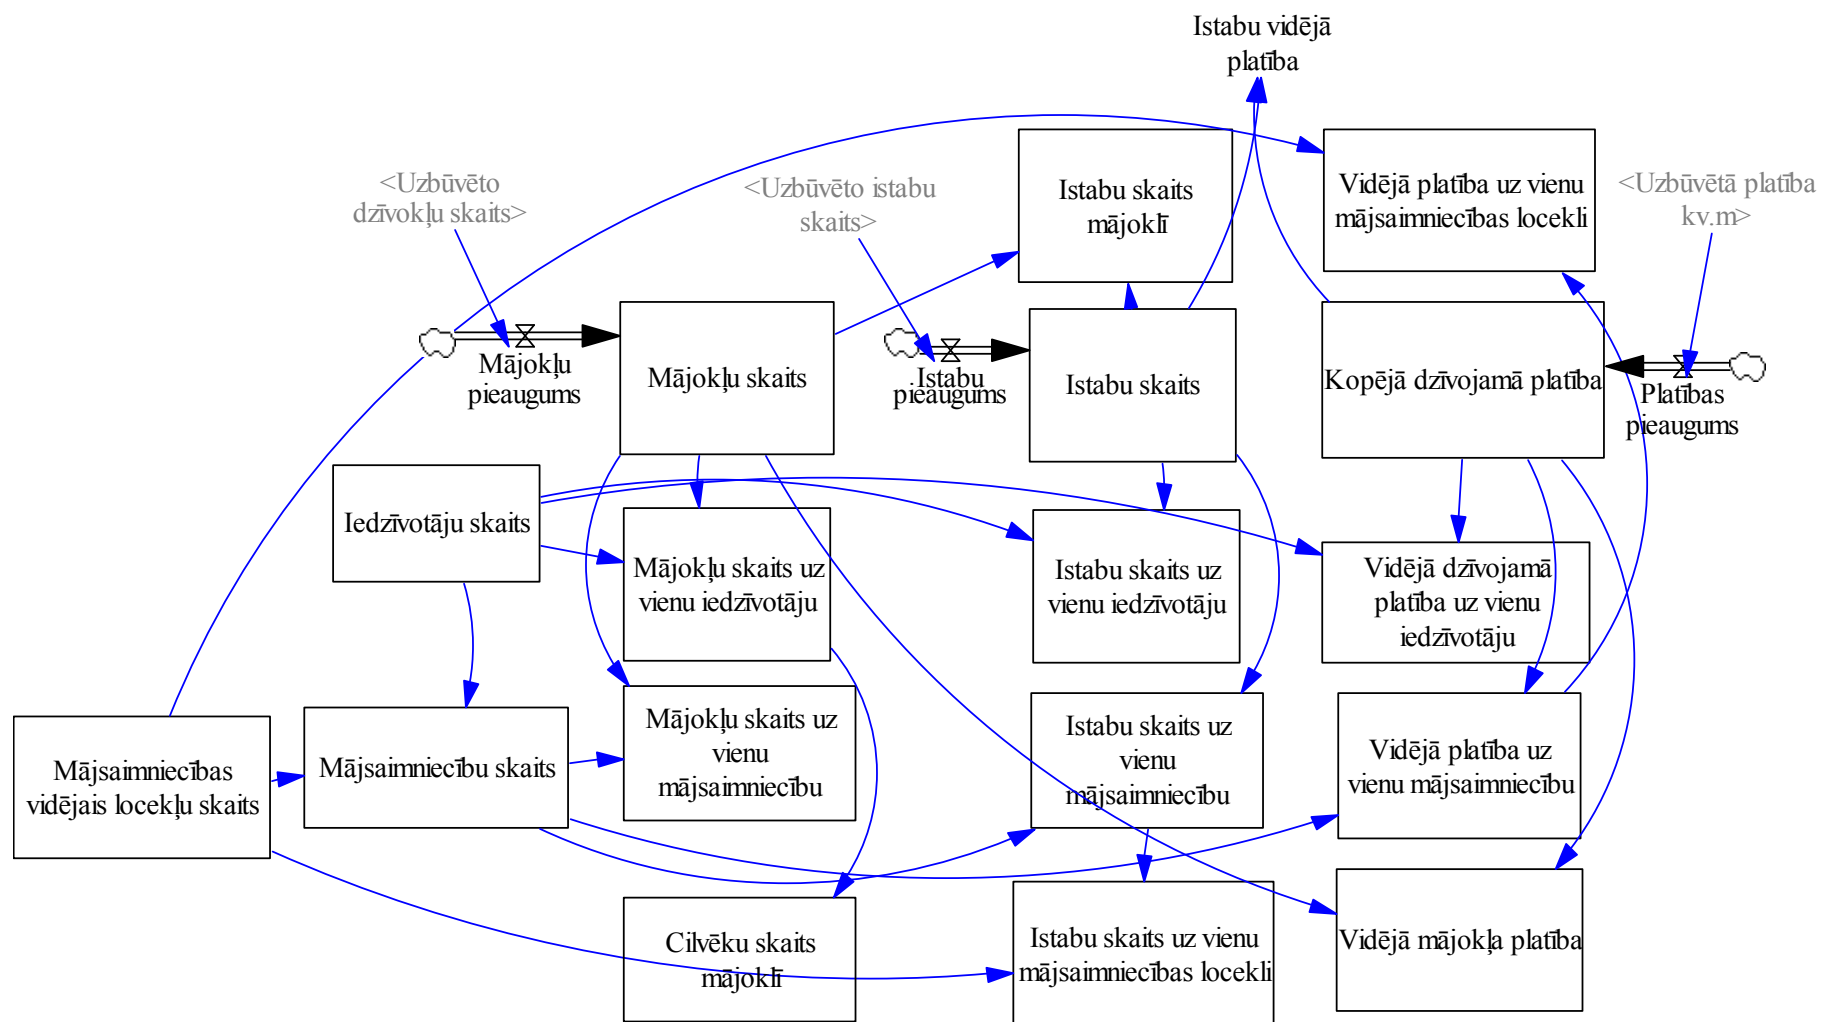 Istabu vidējā
platība
<Uzbūvēto
dzīvokļu skaits>
<Uzbūvēto istabu
skaits>
Istabu skaits
mājoklī
Vidējā platība uz vienu
mājsaimniecības locekli
<Uzbūvētā platība
kv.m>
Mājokļu
pieaugums
Mājokļu skaits
Istabu
pieaugums
Istabu skaits
Kopējā dzīvojamā platība
Platības
pieaugums
Iedzīvotāju skaits
Mājokļu skaits uz
vienu iedzīvotāju
Istabu skaits uz
vienu iedzīvotāju
Vidējā dzīvojamā
platība uz vienu
iedzīvotāju
Mājsaimniecības
vidējais locekļu skaits
Mājsaimniecību skaits
Mājokļu skaits uz
vienu
mājsaimniecību
Istabu skaits uz
vienu
mājsaimniecību
Vidējā platība uz
vienu mājsaimniecību
Cilvēku skaits
mājoklī
Istabu skaits uz vienu
mājsaimniecības locekli
Vidējā mājokļa platība